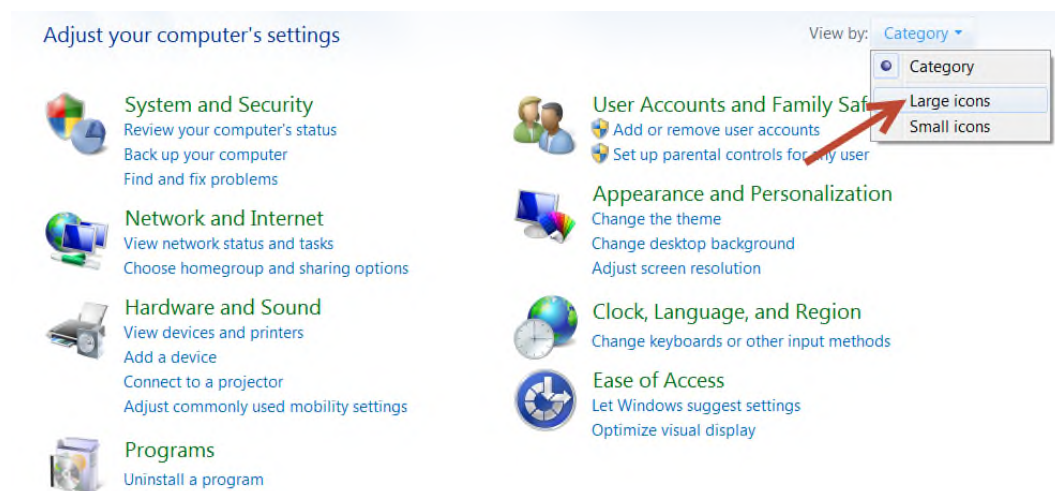 Adjust your computer's settings
View by: Category
Category
Large icons
Small icons
System and Security
Review your computer's status
Back up your computer
Find and fix problems
Network and Internet
View network status and tasks
Choose homegroup and sharing options
Hardware and Sound
View devices and printers
Add a device
Connect to a projector
Adjust commonly used mobility settings
Programs
Uninstall a program
User Accounts and Family Saf
Add or remove user accounts
Set up parental controls for any user
Appearance and Personalization
Change the theme
Change desktop background
Adjust screen resolution
Clock, Language, and Region
Change keyboards or other input methods
Ease of Access
Let Windows suggest settings
Optimize visual display